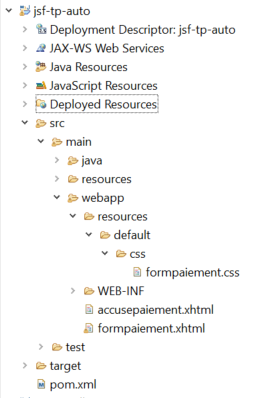 jsf-tp-auto
Deployment Descriptor: jsf-tp-auto
JAX-WS Web Services
Java Resources
JavaScript Resources
Deployed Resources
src
main
java
resources
webapp
resources
default
css
formpaiement.css
WEB-INF
accusepaiement.xhtml
formpaiement.xhtml
test
target
pom.xml